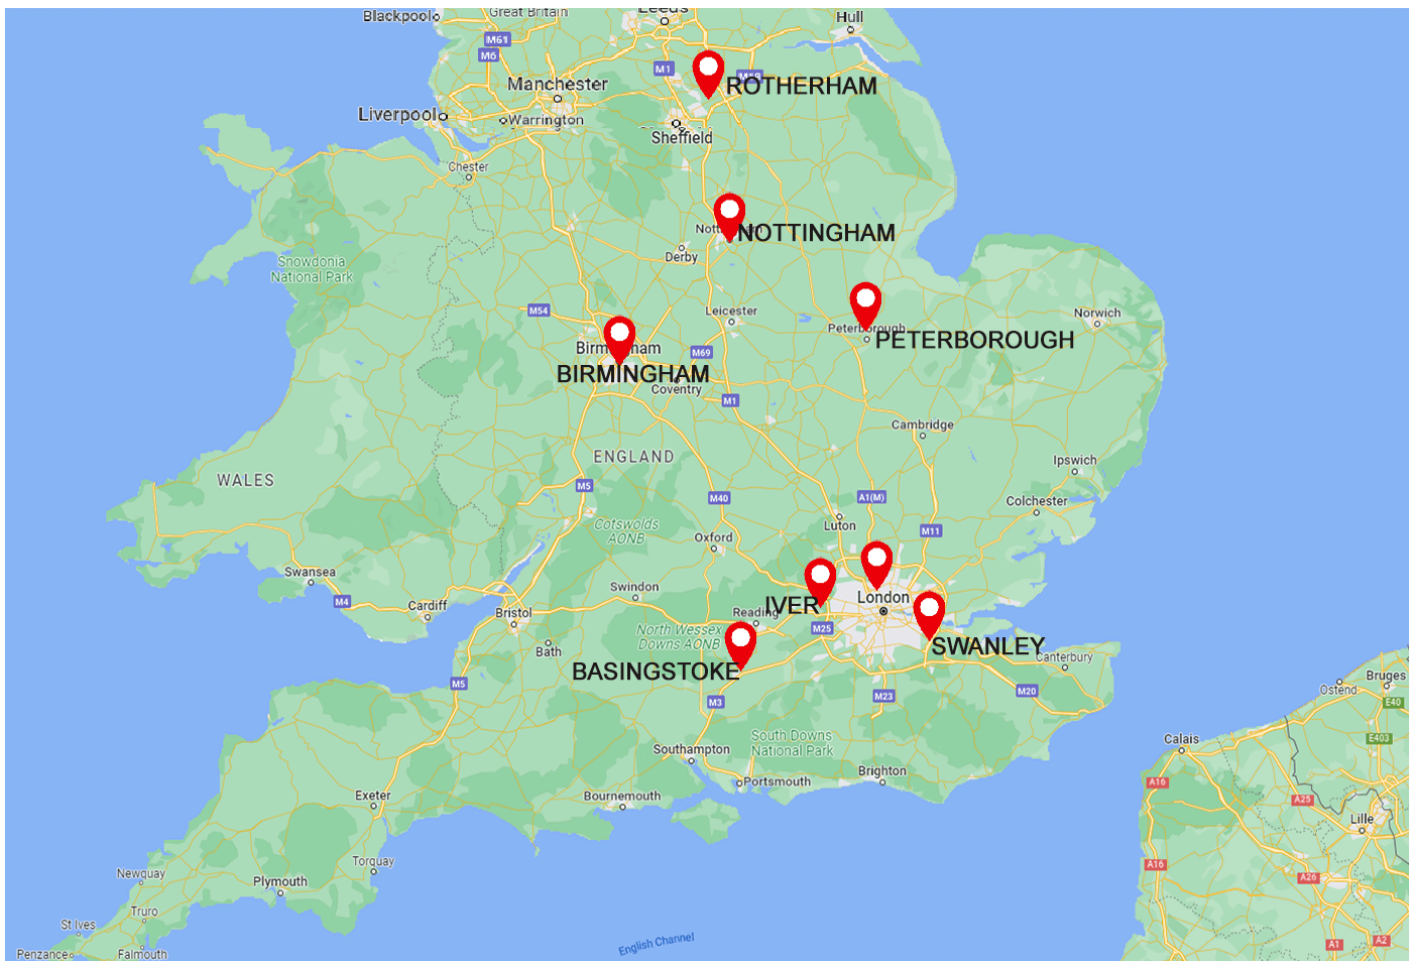 Blackpool
Great Britain
Leeds
Hull
M61
M6
M1
M18
ROTHERHAM
Manchester
Liverpool
Warrington
Sheffield
Chester
Snowdonia
National Park
NOTTINGHAM
Derby
M54
Leicester
Peterborough
PETERBOROUGH
Norwich
Birmingham
BIRMINGHAM
M69
Coventry
M1
Cambridge
ENGLAND
WALES
Ipswich
M5
M40
A1(M)
Colchester
Cotswolds
AONB
Luton
M11
Oxford
Swansea
Swindon
M4
Cardiff
Bristol
IVER
London
Reading
M25
North Wessex
Downs AONB
Bath
SWANLEY
Canterbury
BASINGSTOKE
M5
M3
M23
M20
Bruges
Ostend
E40
E403
Calais
South Downs
National Park
Southampton
Portsmouth
Brighton
Bournemouth
Exeter
A16
A25
Lille
Torquay
Newquay
Plymouth
A16
A26
Truro
St Ives
Penzance
Falmouth
English Channel
A1
A2